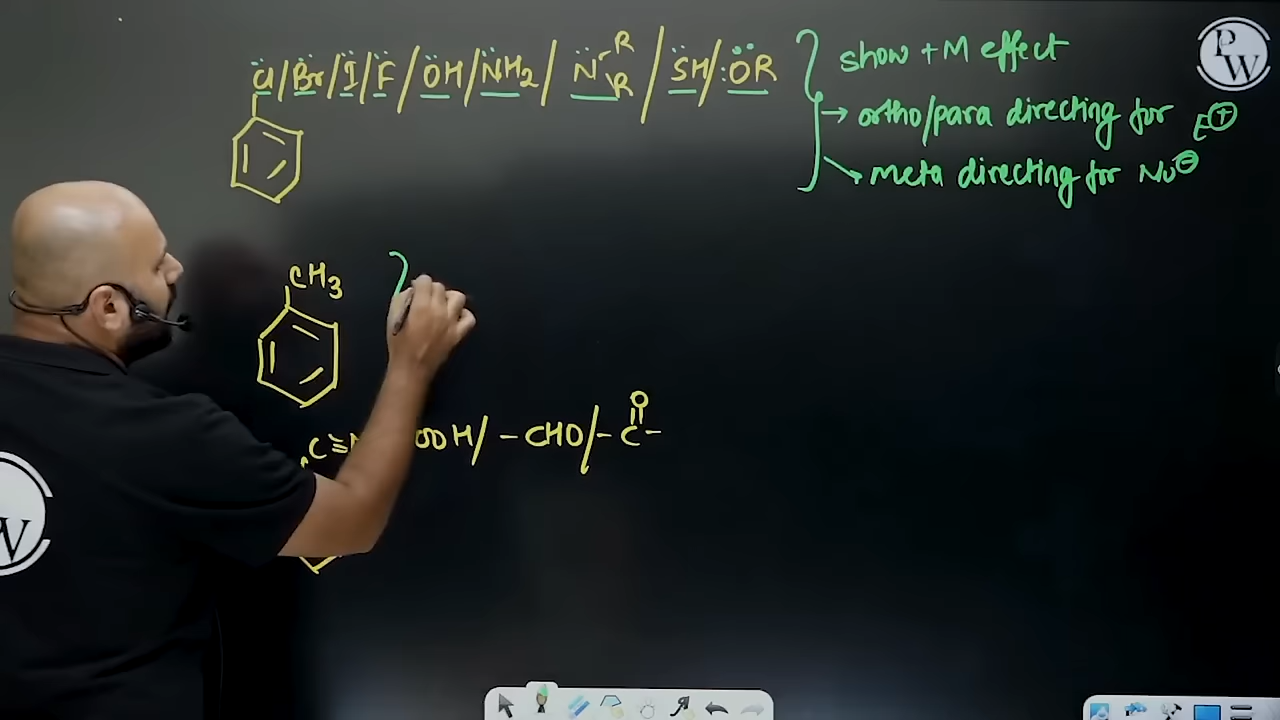 Cl/Br/I/F/OH/NH2/N R R/SH/:OR
show +M effect
→ ortho/para directing for E⊕
→ meta directing for Nu⊖
CH3
C≡N OOH/ – CHO/ – C –
O
PW
PW